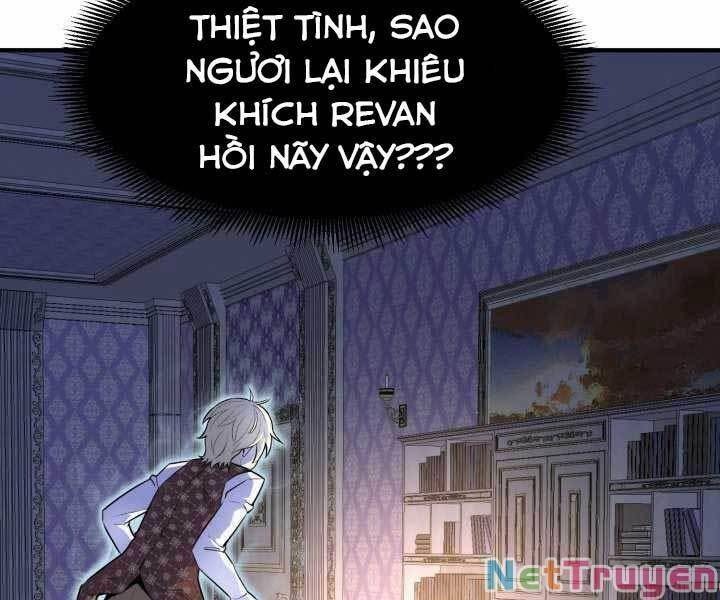 THIỆT TÌNH, SAO
NGƯƠI LẠI KHIÊU
KHÍCH REVAN
HỒI NÃY VẬY???
NetTruyen